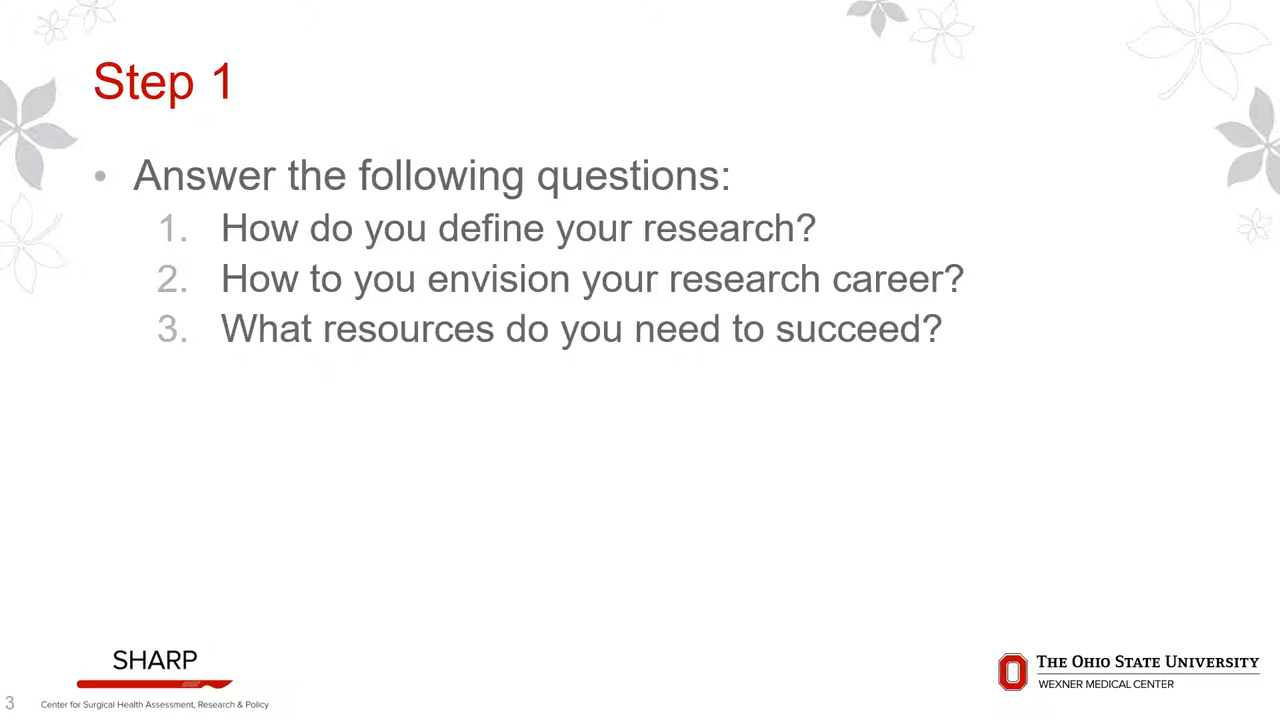 Step 1
• Answer the following questions:
1. How do you define your research?
2. How to you envision your research career?
3. What resources do you need to succeed?
SHARP
Center for Surgical Health Assessment, Research & Policy
3
THE OHIO STATE UNIVERSITY
WEXNER MEDICAL CENTER